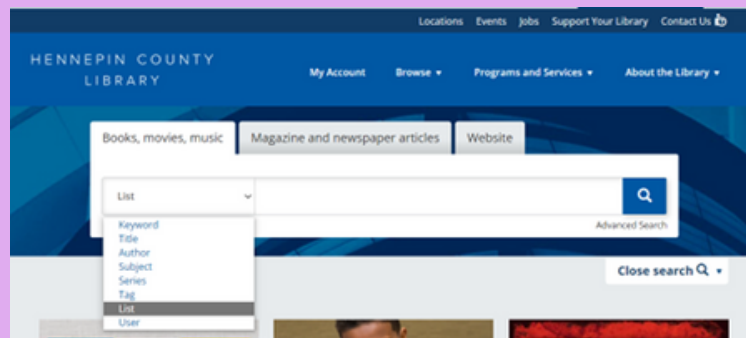 Locations Events Jobs Support Your Library Contact Us
HENNEPIN COUNTY
LIBRARY
My Account Browse Programs and Services About the Library
Books, movies, music Magazine and newspaper articles Website
List
Advanced Search
Keyword
Title
Author
Subject
Series
Tag
List
User
Close search